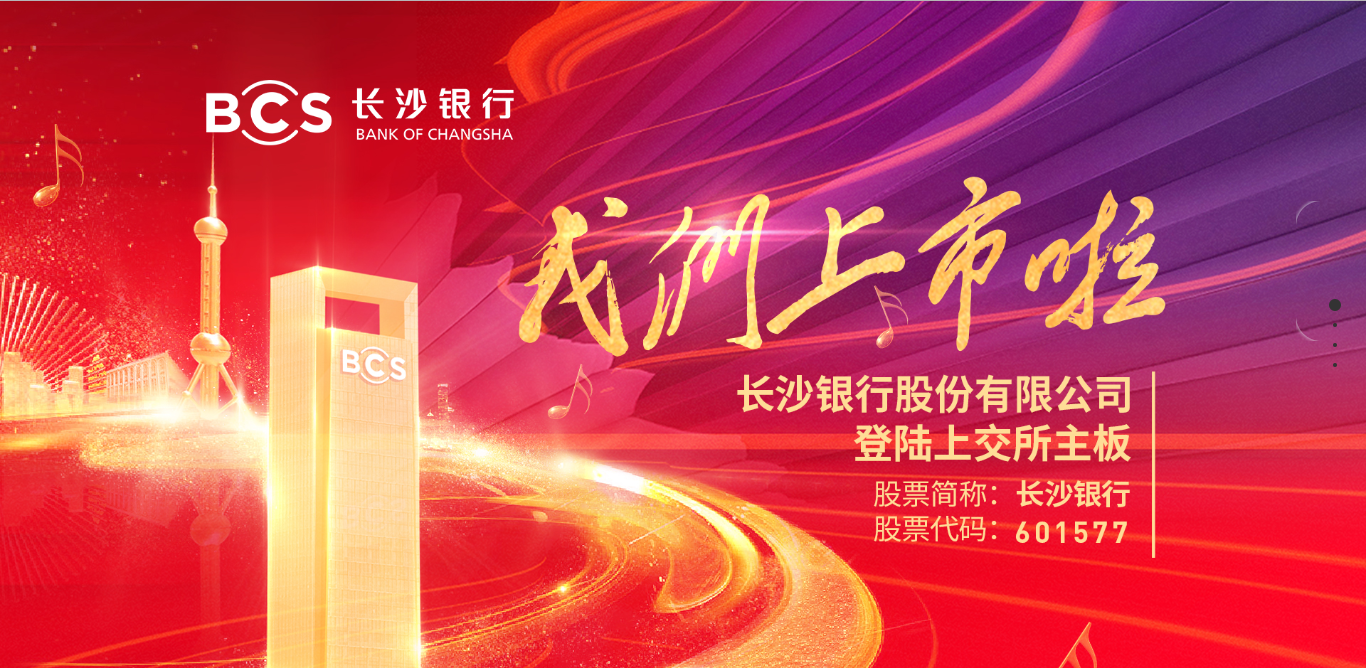 BCS 长沙银行
BANK OF CHANGSHA
我們上市啦
BCS
长沙银行股份有限公司
登陆上交所主板
股票简称：长沙银行
股票代码：601577